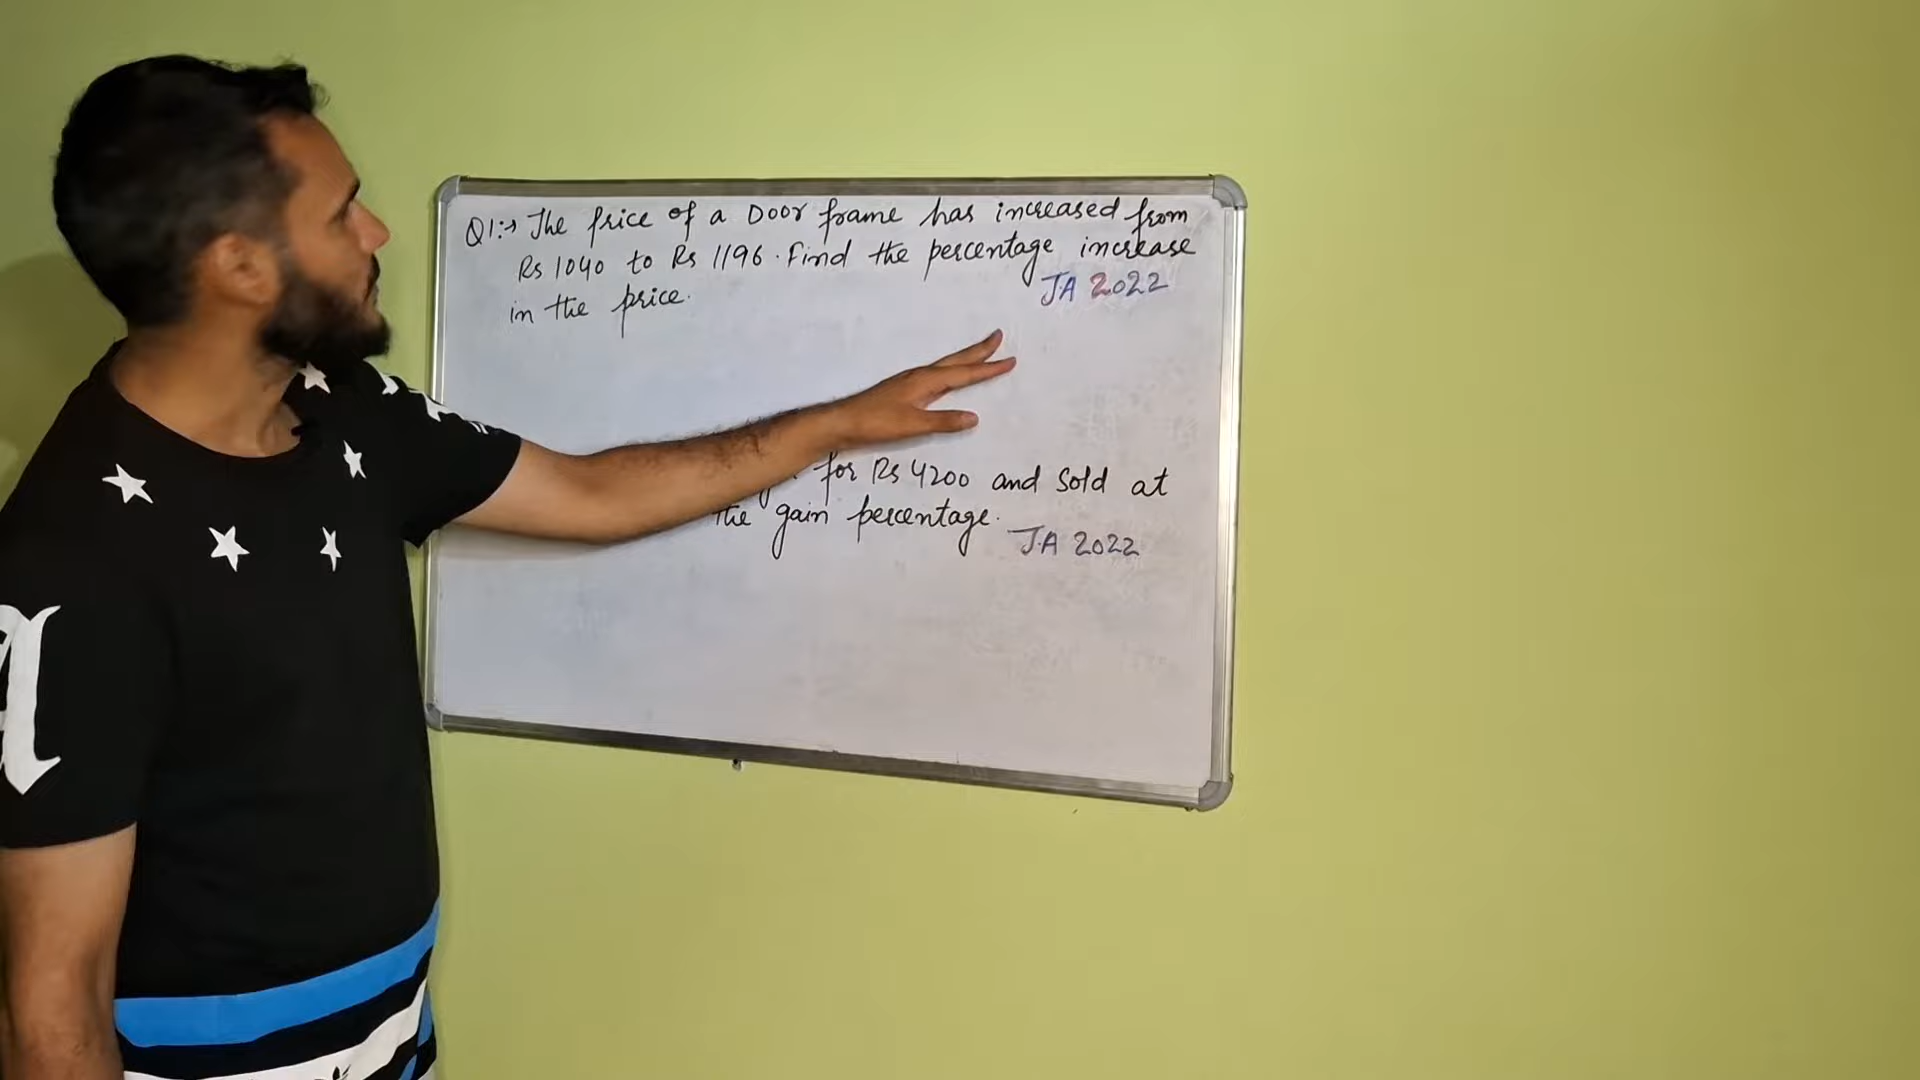 Q1:→ The price of a Door frame has increased from
Rs 1040 to Rs 1196. find the percentage increase
in the price.
J.A 2022
for Rs 4200 and Sold at
the gain percentage.
J.A 2022